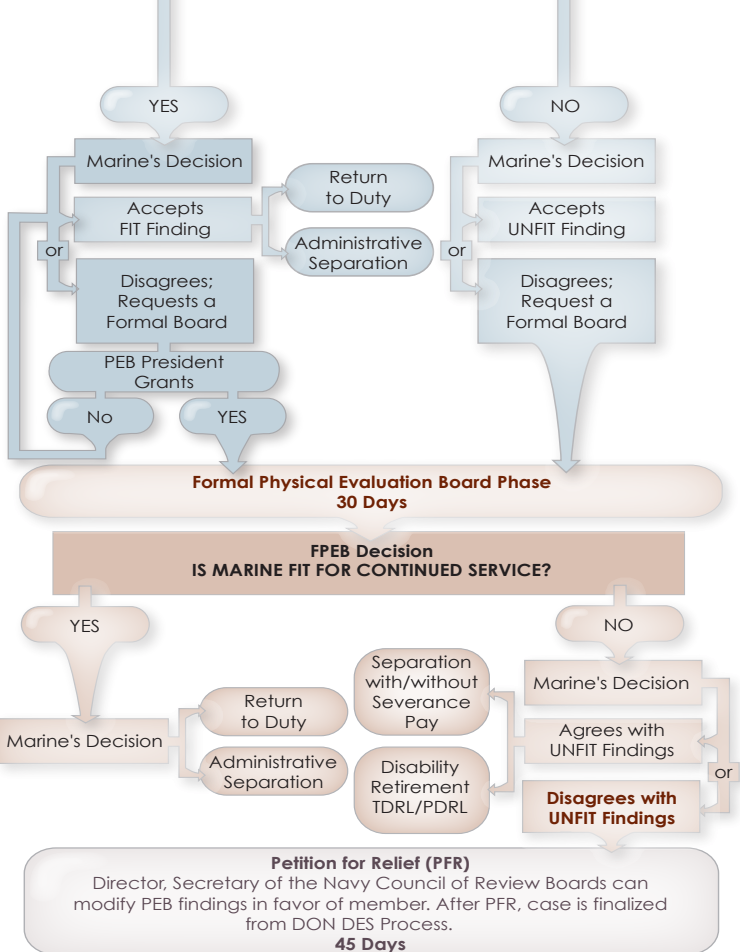 YES
NO
Marine's Decision
Marine's Decision
Accepts
FIT Finding
Return
to Duty
Administrative
Separation
or
Disagrees;
Requests a
Formal Board
PEB President
Grants
No
YES
Accepts
UNFIT Finding
or
Disagrees;
Request a
Formal Board
Formal Physical Evaluation Board Phase
30 Days
FPEB Decision
IS MARINE FIT FOR CONTINUED SERVICE?
YES
Marine's Decision
Return
to Duty
Administrative
Separation
NO
Marine's Decision
Separation
with/without
Severance
Pay
Disability
Retirement
TDRL/PDRL
Agrees with
UNFIT Findings
or
Disagrees with
UNFIT Findings
Petition for Relief (PFR)
Director, Secretary of the Navy Council of Review Boards can
modify PEB findings in favor of member. After PFR, case is finalized
from DON DES Process.
45 Days